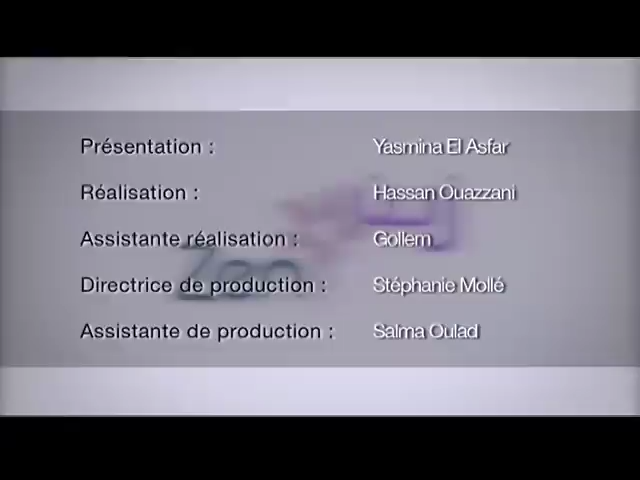 Présentation : Yasmina El Asfar
Réalisation : Hassan Ouazzani
Assistante réalisation : Gollem
Directrice de production : Stéphanie Mollé
Assistante de production : Salma Oulad
Zen